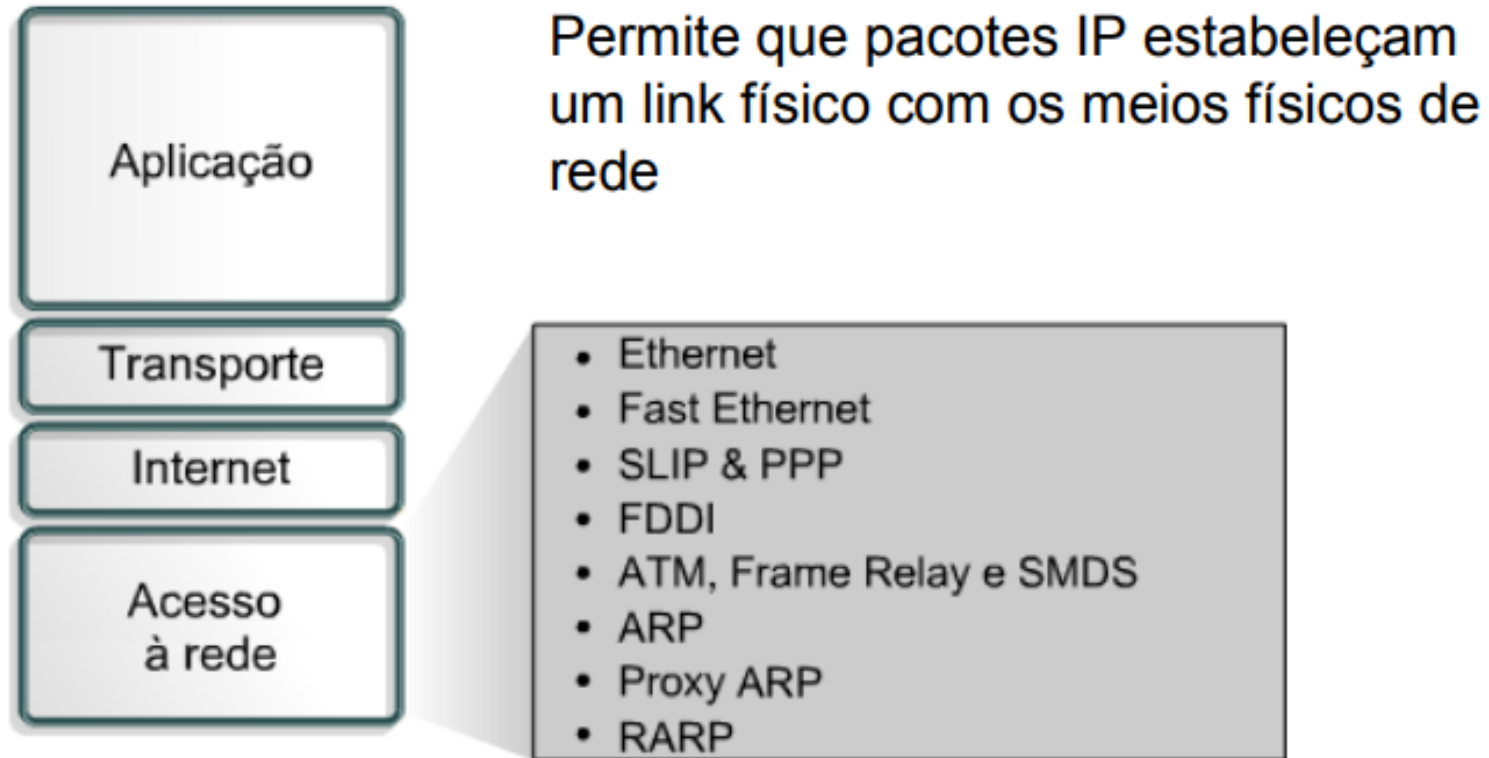 Permite que pacotes IP estabeleçam
um link físico com os meios físicos de
rede
Aplicação
Transporte
Internet
Acesso
à rede
• Ethernet
• Fast Ethernet
• SLIP & PPP
• FDDI
• ATM, Frame Relay e SMDS
• ARP
• Proxy ARP
• RARP